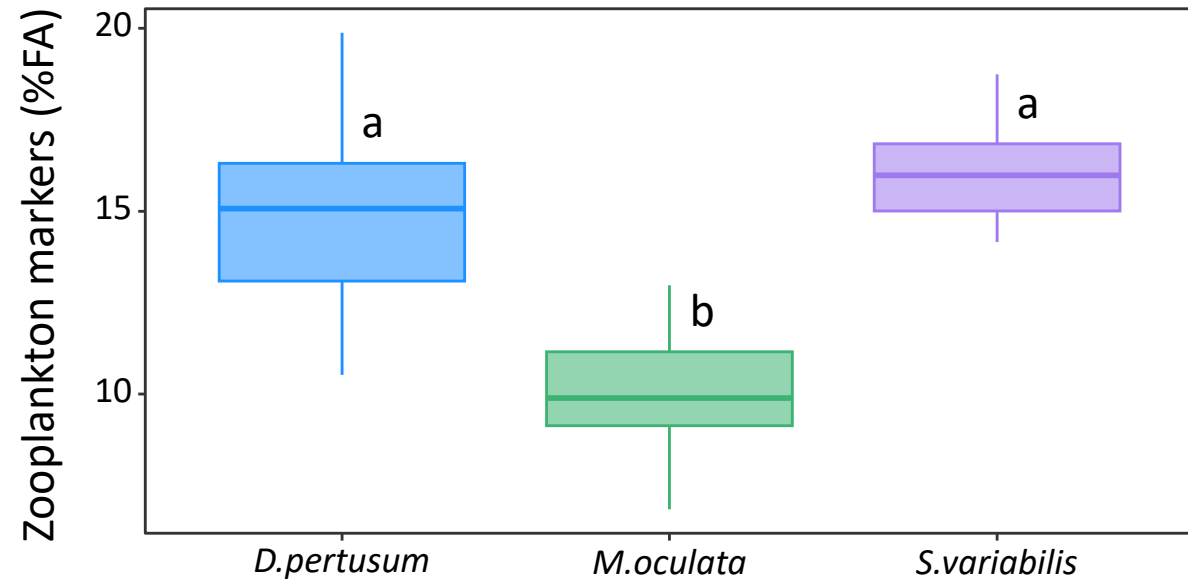 Zooplankton markers (%FA)
20
15
10
a
b
a
D.pertusum
M.oculata
S.variabilis